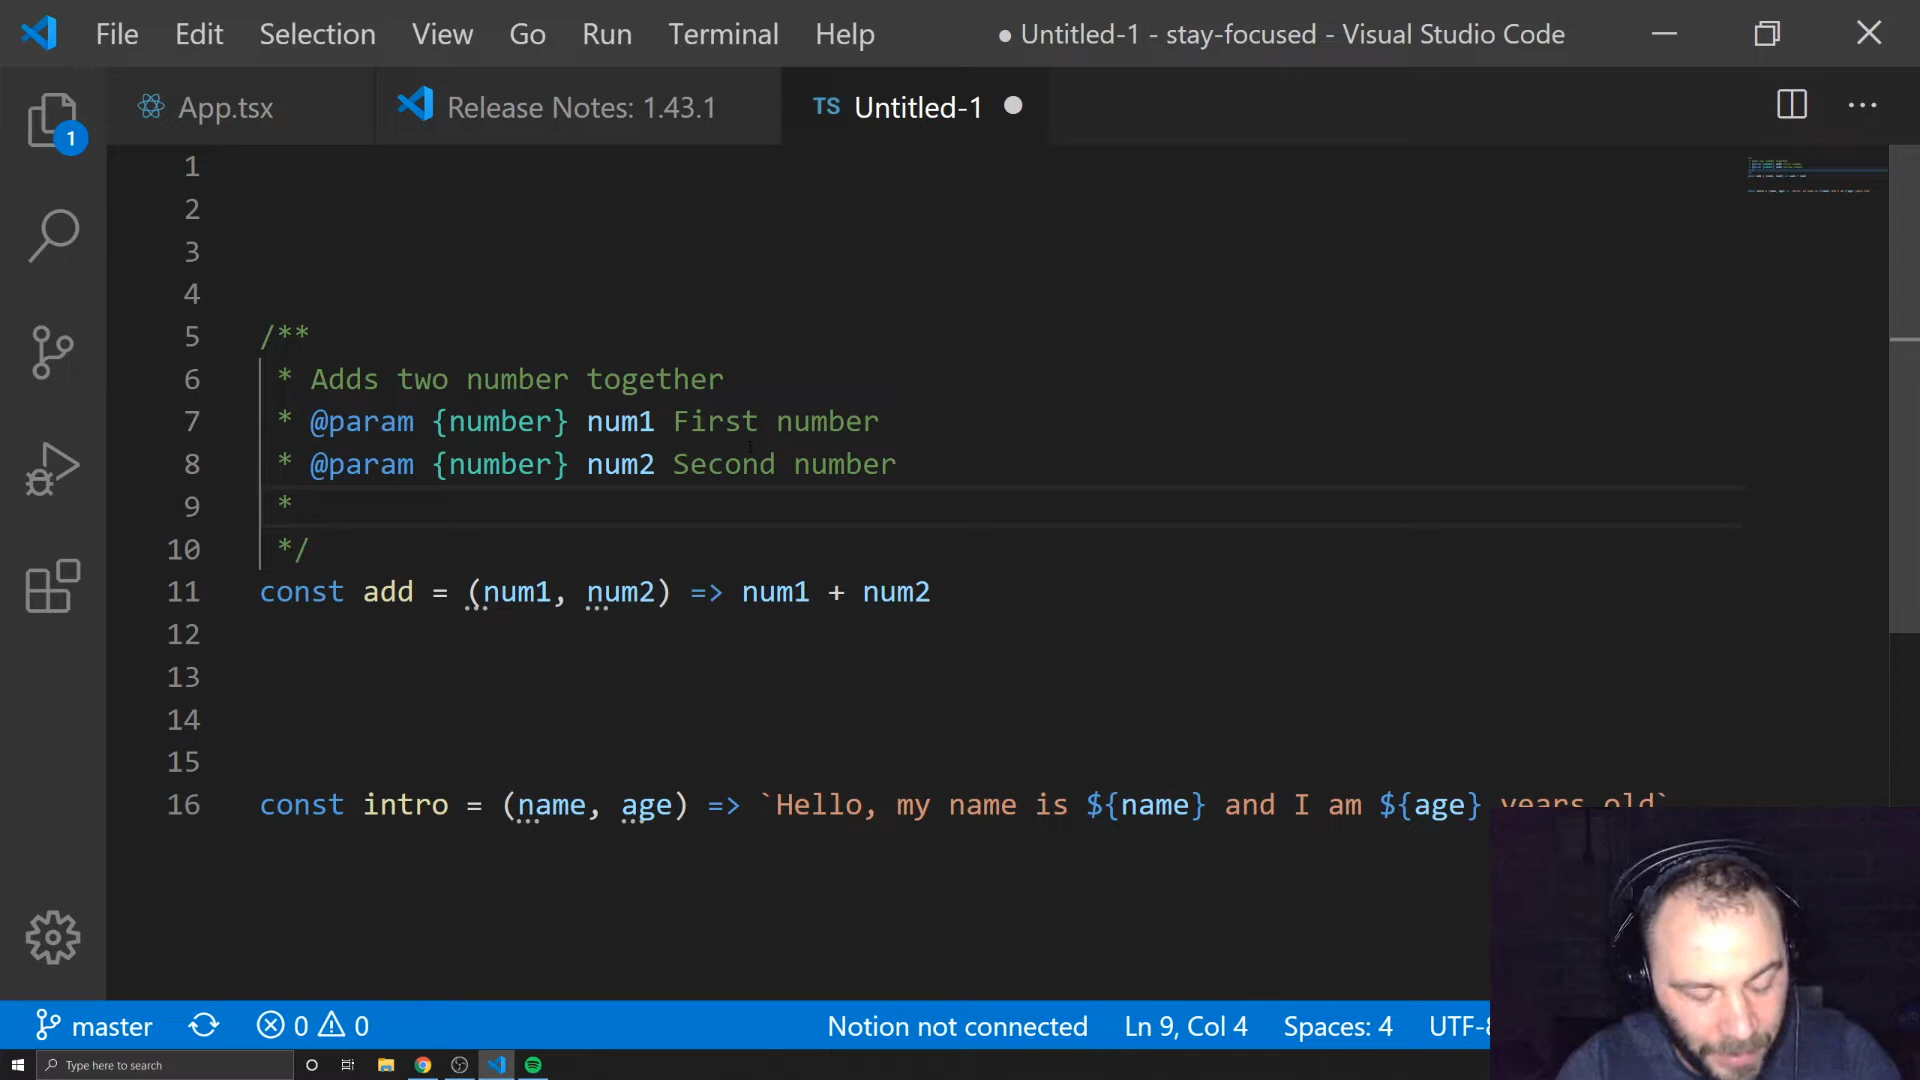 File Edit Selection View Go Run Terminal Help ● Untitled-1 - stay-focused - Visual Studio Code
App.tsx Release Notes: 1.43.1 TS Untitled-1
1
1
2
3
4
5 /**
6 * Adds two number together
7 * @param {number} num1 First number
8 * @param {number} num2 Second number
9 *
10 */
11 const add = (num1, num2) => num1 + num2
12
13
14
15
16 const intro = (name, age) => `Hello, my name is ${name} and I am ${age} years old`
master 0 0 Notion not connected Ln 9, Col 4 Spaces: 4 UTF-8
Type here to search